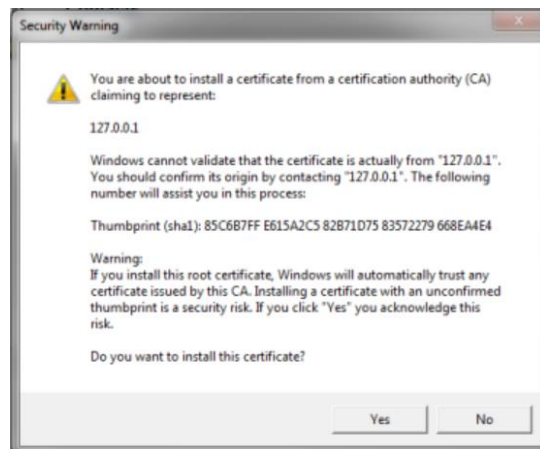 Security Warning
You are about to install a certificate from a certification authority (CA)
claiming to represent:
127.0.0.1
Windows cannot validate that the certificate is actually from "127.0.0.1".
You should confirm its origin by contacting "127.0.0.1". The following
number will assist you in this process:
Thumbprint (sha1): 85C6B7FF E615A2C5 82B71D75 83572279 668EA4E4
Warning:
If you install this root certificate, Windows will automatically trust any
certificate issued by this CA. Installing a certificate with an unconfirmed
thumbprint is a security risk. If you click "Yes" you acknowledge this
risk.
Do you want to install this certificate?
Yes
No